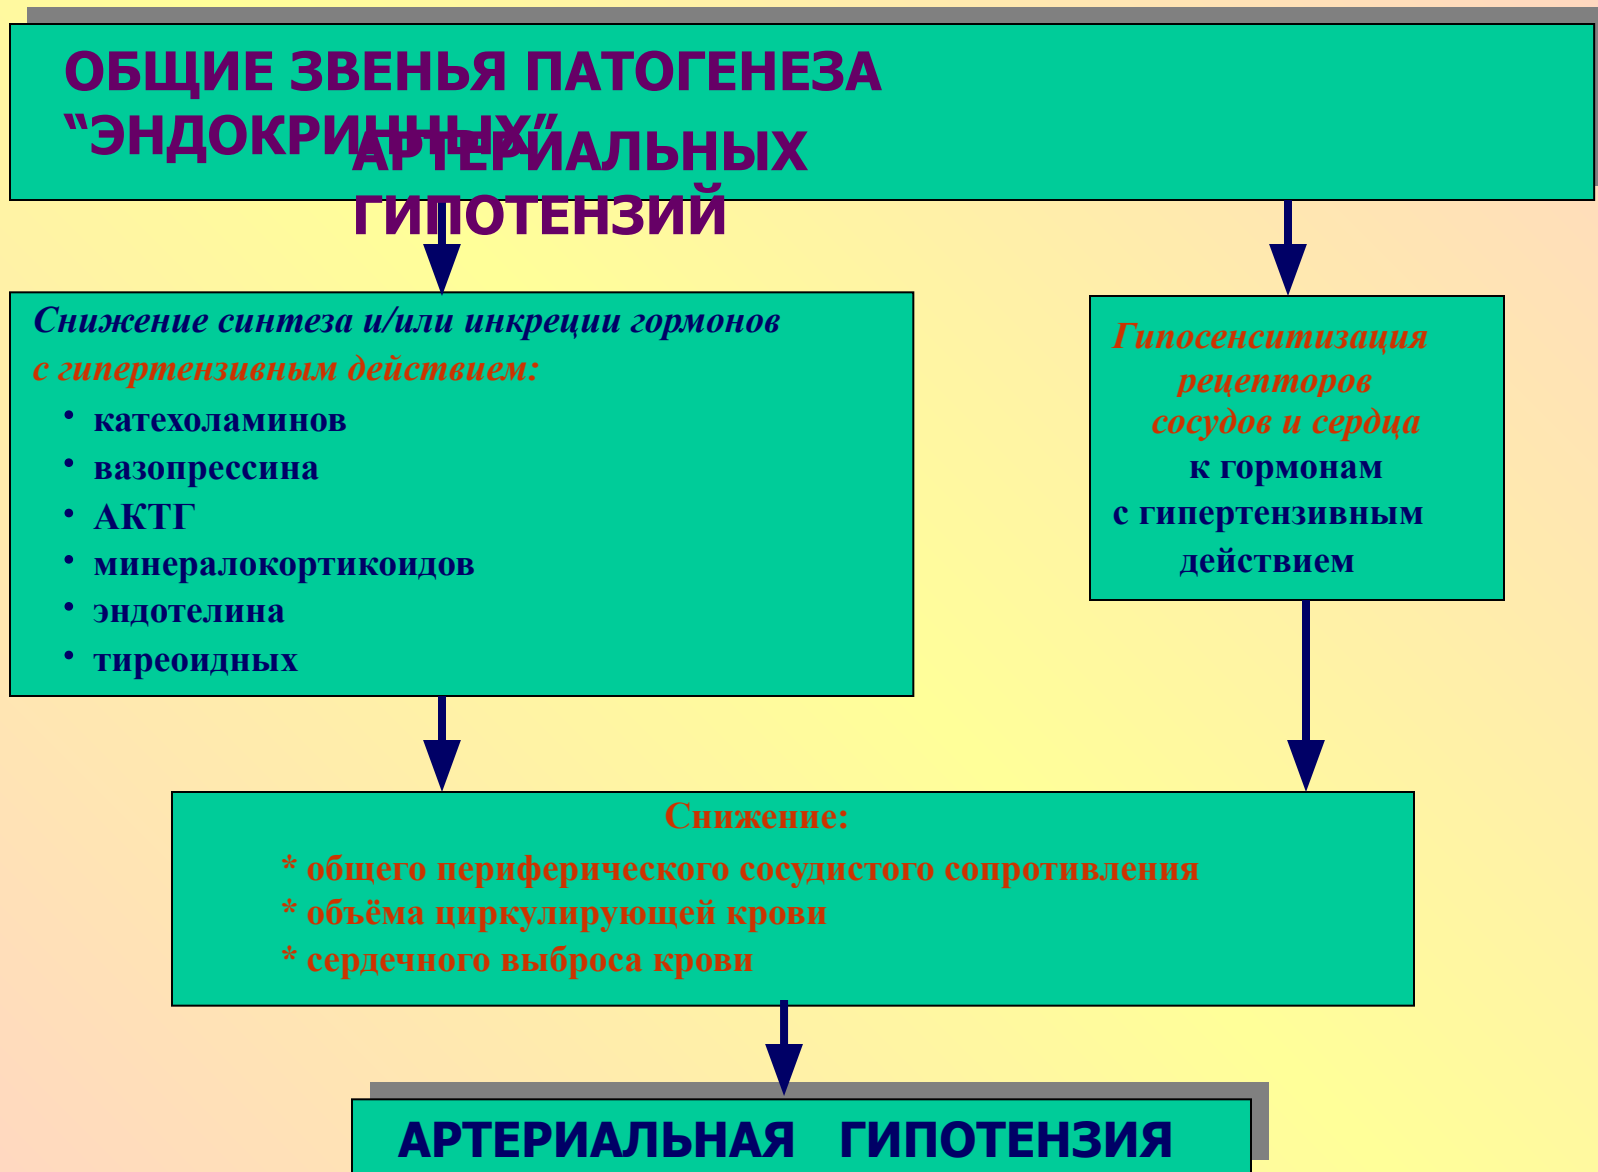 ОБЩИЕ ЗВЕНЬЯ ПАТОГЕНЕЗА
“ЭНДОКРИННЫХ”
АРТЕРИАЛЬНЫХ
ГИПОТЕНЗИЙ
Снижение синтеза и/или инкреции гормонов
с гипертензивным действием:
• катехоламинов
• вазопрессина
• АКТГ
• минералокортикоидов
• эндотелина
• тиреоидных
Гипосенситизация
рецепторов
сосудов и сердца
к гормонам
с гипертензивным
действием
Снижение:
* общего периферического сосудистого сопротивления
* объёма циркулирующей крови
* сердечного выброса крови
АРТЕРИАЛЬНАЯ ГИПОТЕНЗИЯ